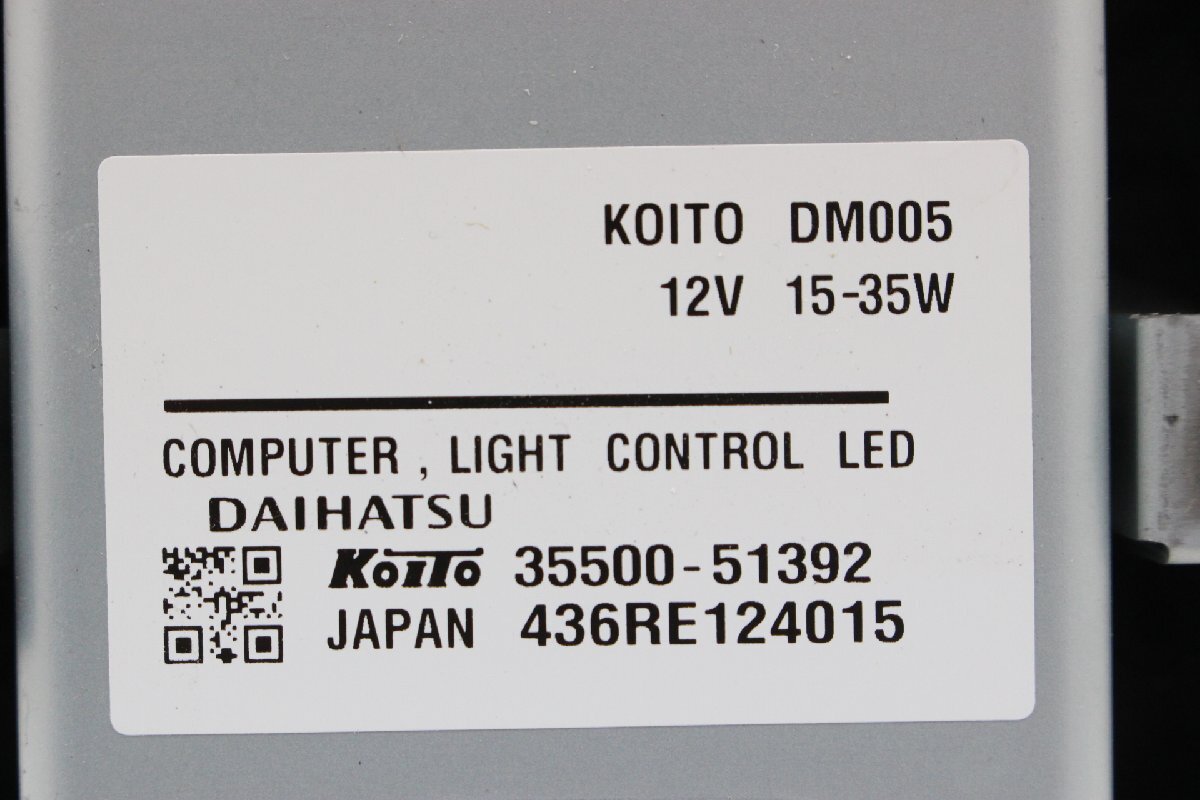 KOITO DM005
12V 15-35W
COMPUTER , LIGHT CONTROL LED
DAIHATSU
KOITO 35500-51392
JAPAN 436RE124015